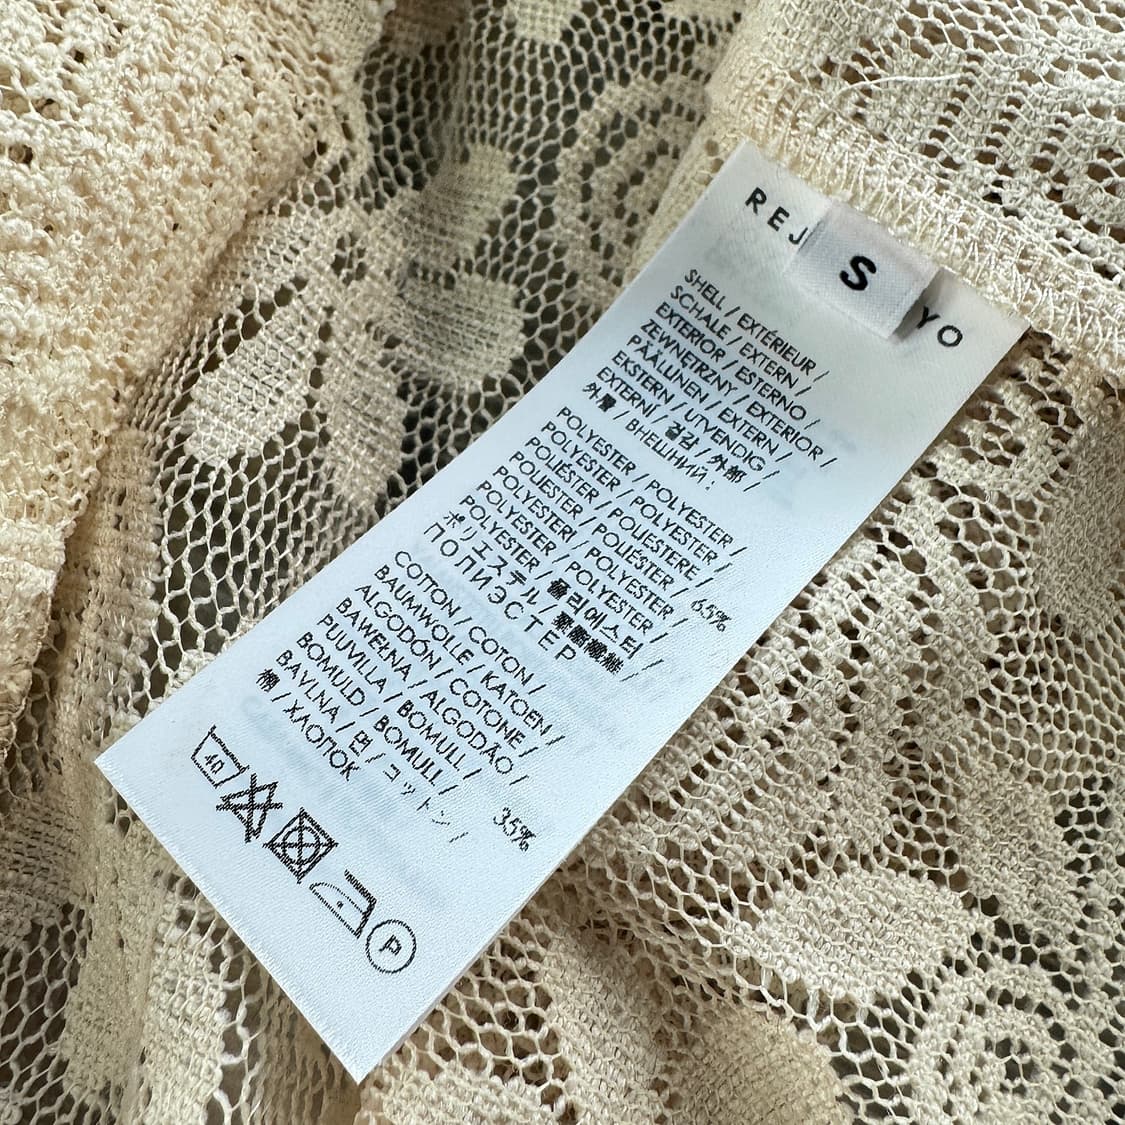 REJ
S
YO
SHELL / EXTÉRIEUR /
SCHALE / EXTERN /
EXTERIOR / ESTERNO /
ZEWNĘTRZNY / EXTERIOR /
PÄÄLLINEN / EXTERN /
EKSTERN / UTVENDIG /
EXTERNÍ / 겉감 / 外部 /
外層 / ВНЕШНИЙ :
POLYESTER / POLYESTER /
POLYESTER / POLYESTER /
POLIÉSTER / POLIESTERE /
POLIESTER / POLIÉSTER /
POLYESTERI / POLYESTER /
POLYESTER / POLYESTER /
ポリエステル / 폴리에스터 /
ПОЛИЭСТЕР 65%
COTTON / COTON /
BAUMWOLLE / KATOEN /
ALGODÓN / COTONE /
BAWEŁNA / ALGODÃO /
PUUVILLA / BOMULL /
BOMULD / BOMULL /
BAVLNA / 면 / コットン /
棉 / ХЛОПОК 35%
40
P